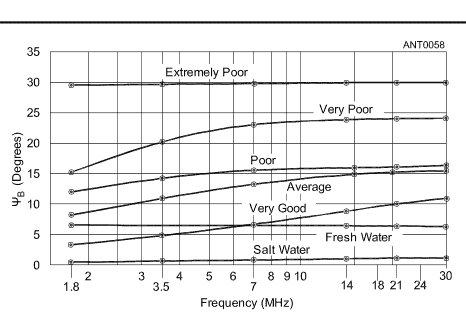 ANT0058
35
30
25
20
15
10
5
0
ΨB (Degrees)
Extremely Poor
Very Poor
Poor
Average
Very Good
Fresh Water
Salt Water
2 3 4 5 6 8 9 10 30
1.8 3.5 7 14 18 21 24
Frequency (MHz)